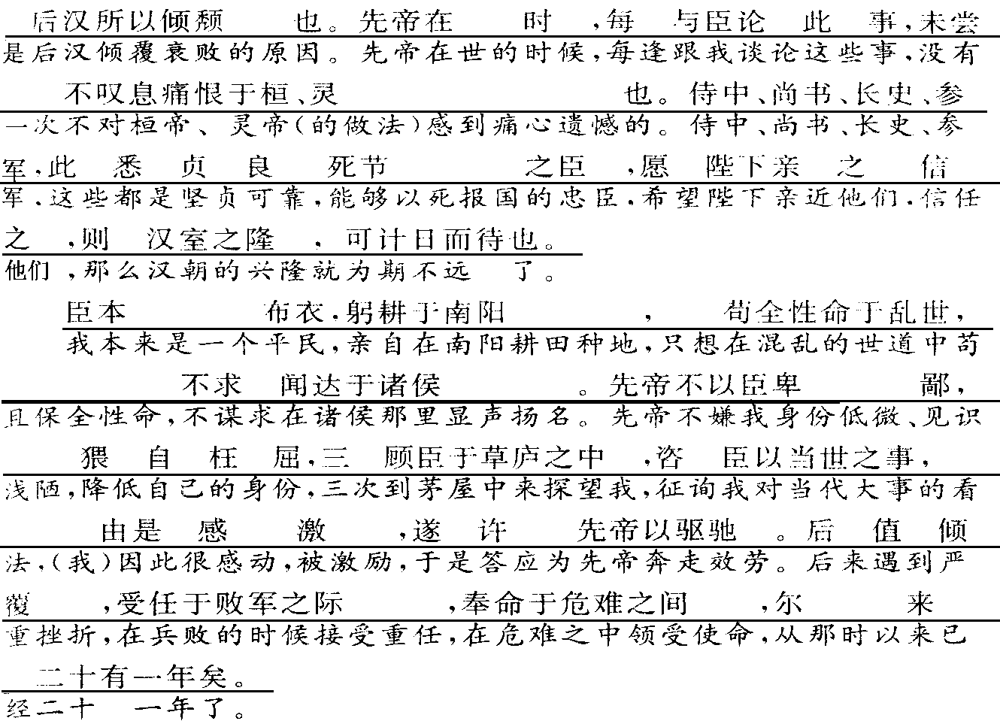 后汉所以倾颓 也。先帝在 时 ,每 与臣论 此 事,未尝
是后汉倾覆衰败的原因。先帝在世的时候,每逢跟我谈论这些事,没有
不叹息痛恨于桓、灵 也。侍中、尚书、长史、参
一次不对桓帝、灵帝(的做法)感到痛心遗憾的。侍中、尚书、长史、参
军,此 悉 贞 良 死节 之臣 ,愿 陛下亲 之 信
军,这些都是坚贞可靠,能够以死报国的忠臣,希望陛下亲近他们,信任
之 ,则 汉室之隆 , 可计日而待也。
他们,那么汉朝的兴隆就为期不远 了。
臣本 布衣,躬耕于南阳 , 苟全性命于乱世,
我本来是一个平民,亲自在南阳耕田种地,只想在混乱的世道中苟
不求 闻达于诸侯 。先帝不以臣卑 鄙,
且保全性命,不谋求在诸侯那里显声扬名。先帝不嫌我身份低微、见识
猥 自 枉 屈,三 顾臣于草庐之中 ,咨 臣以当世之事,
浅陋,降低自己的身份,三次到茅屋中来探望我,征询我对当代大事的看
由是 感 激 ,遂 许 先帝以驱驰 。后 值 倾
法,(我)因此很感动,被激励,于是答应为先帝奔走效劳。后来遇到严
覆 ,受任于败军之际 ,奉命于危难之间 ,尔 来
重挫折,在兵败的时候接受重任,在危难之中领受使命,从那时以来已
二十有一年矣。
经二十 一年了。